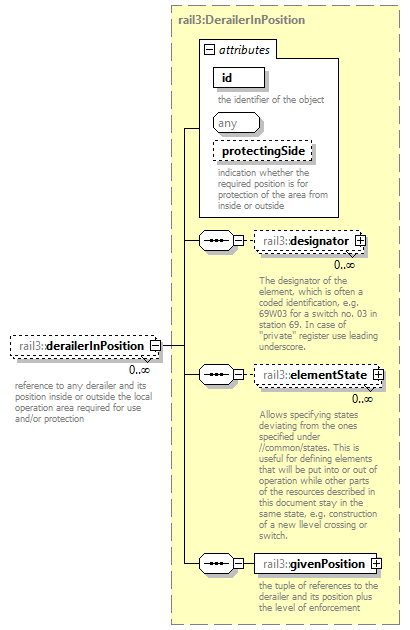 rail3:DerailerInPosition
attributes
id
the identifier of the object
any
protectingSide
indication whether the
required position is for
protection of the area from
inside or outside
rail3::designator
0..∞
The designator of the
element, which is often a
coded identification, e.g.
69W03 for a switch no. 03 in
station 69. In case of
"private" register use leading
underscore.
rail3::derailerInPosition
0..∞
reference to any derailer and its
position inside or outside the local
operation area required for use
and/or protection
rail3::elementState
0..∞
Allows specifying states
deviating from the ones
specified under
//common/states. This is
useful for defining elements
that will be put into or out of
operation while other parts
of the resources described in
this document stay in the
same state, e.g. construction
of a new llevel crossing or
switch.
rail3::givenPosition
the tuple of references to the
derailer and its position plus
the level of enforcement